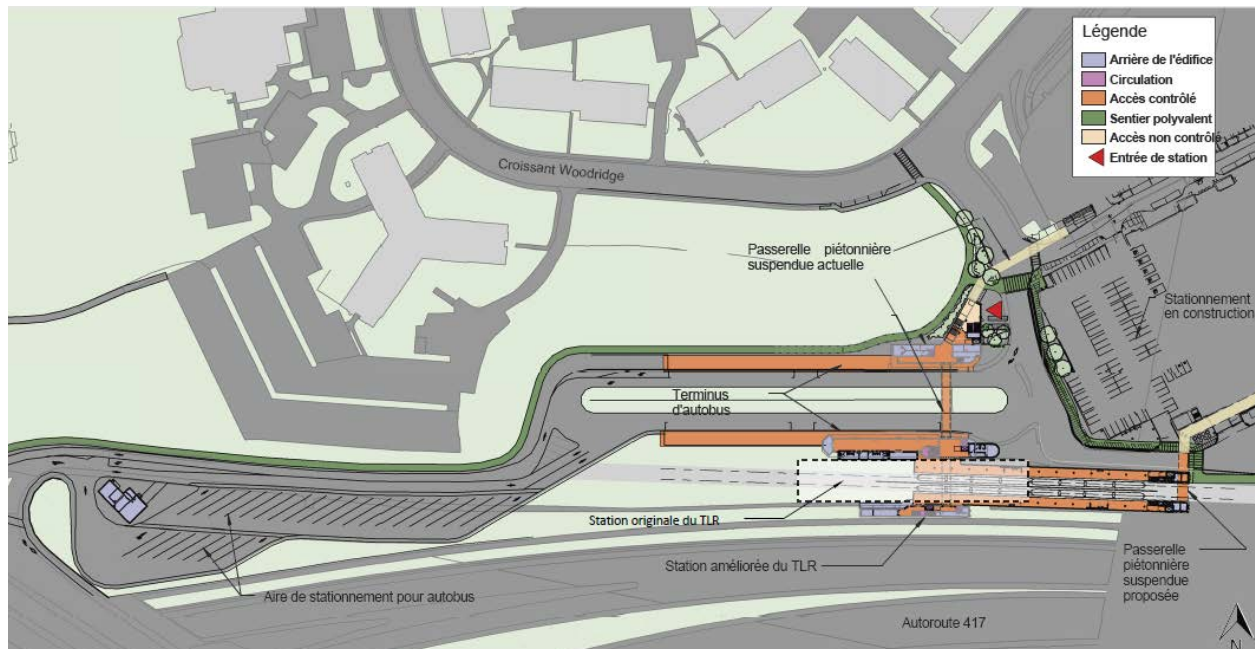 Légende
Arrière de l'édifice
Circulation
Accès contrôlé
Sentier polyvalent
Accès non contrôlé
Entrée de station
Croissant Woodridge
Passerelle piétonnière
suspendue actuelle
Stationnement
en construction
Terminus
d'autobus
Station originale du TLR
Station améliorée du TLR
Passerelle
piétonnière
suspendue
proposée
Aire de stationnement pour autobus
Autoroute 417
N